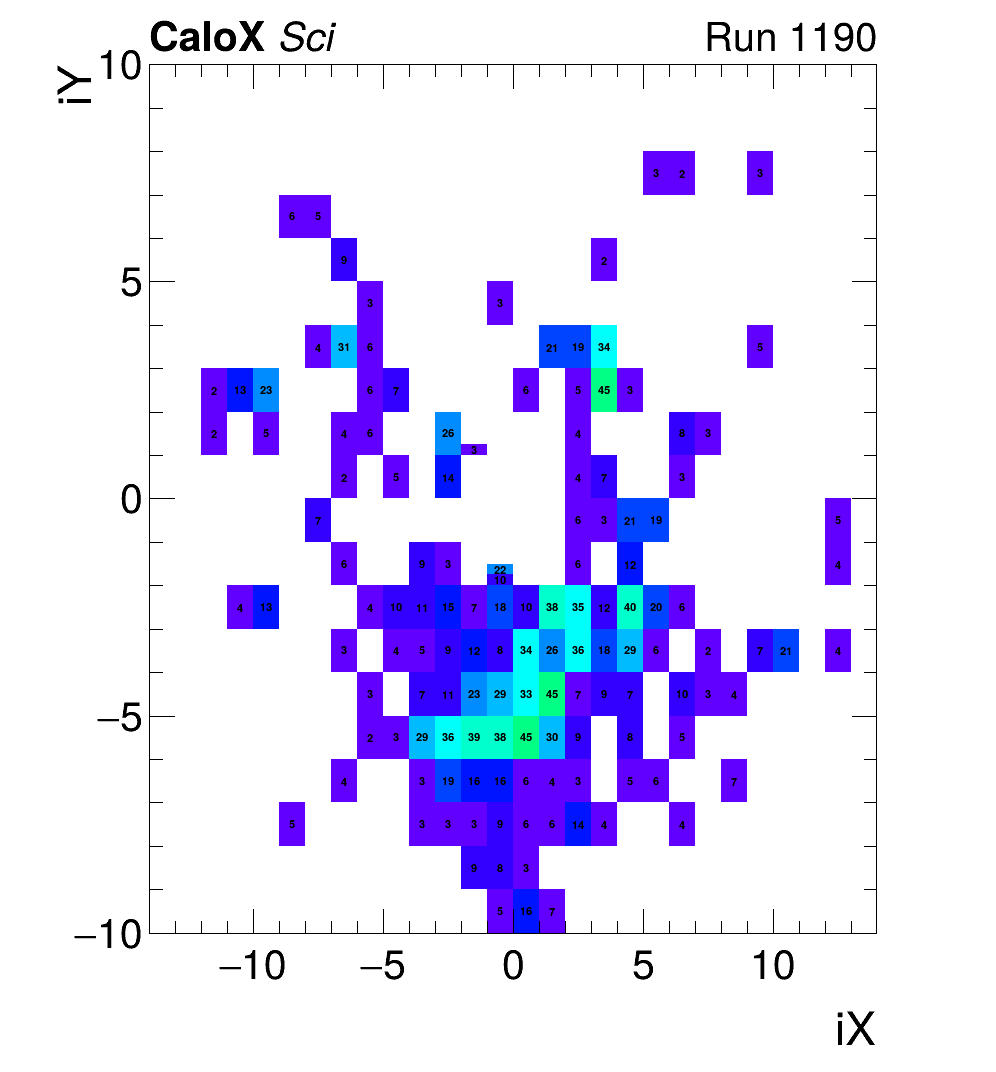 CaloX Sci Run 1190
iY
10
3 2 3
6 5
9 2
5
3 3
4 31 6 21 19 34 5
2 13 23 6 7 6 5 45 3
2 5 4 6 26 3 4 8 3
2 5 14 4 7 3
0
7 6 3 21 19 5
6 9 3 22 6 12 4
10
4 13 4 10 11 15 7 18 10 38 35 12 40 20 6
3 4 5 9 12 8 34 26 36 18 29 6 2 7 21 4
3 7 11 23 29 33 45 7 9 7 10 3 4
−5
2 3 29 36 39 38 45 30 9 8 5
4 3 19 16 16 6 4 3 5 6 7
5 3 3 3 9 6 6 14 4 4
9 8 3
5 16 7
−10
−10 −5 0 5 10
iX